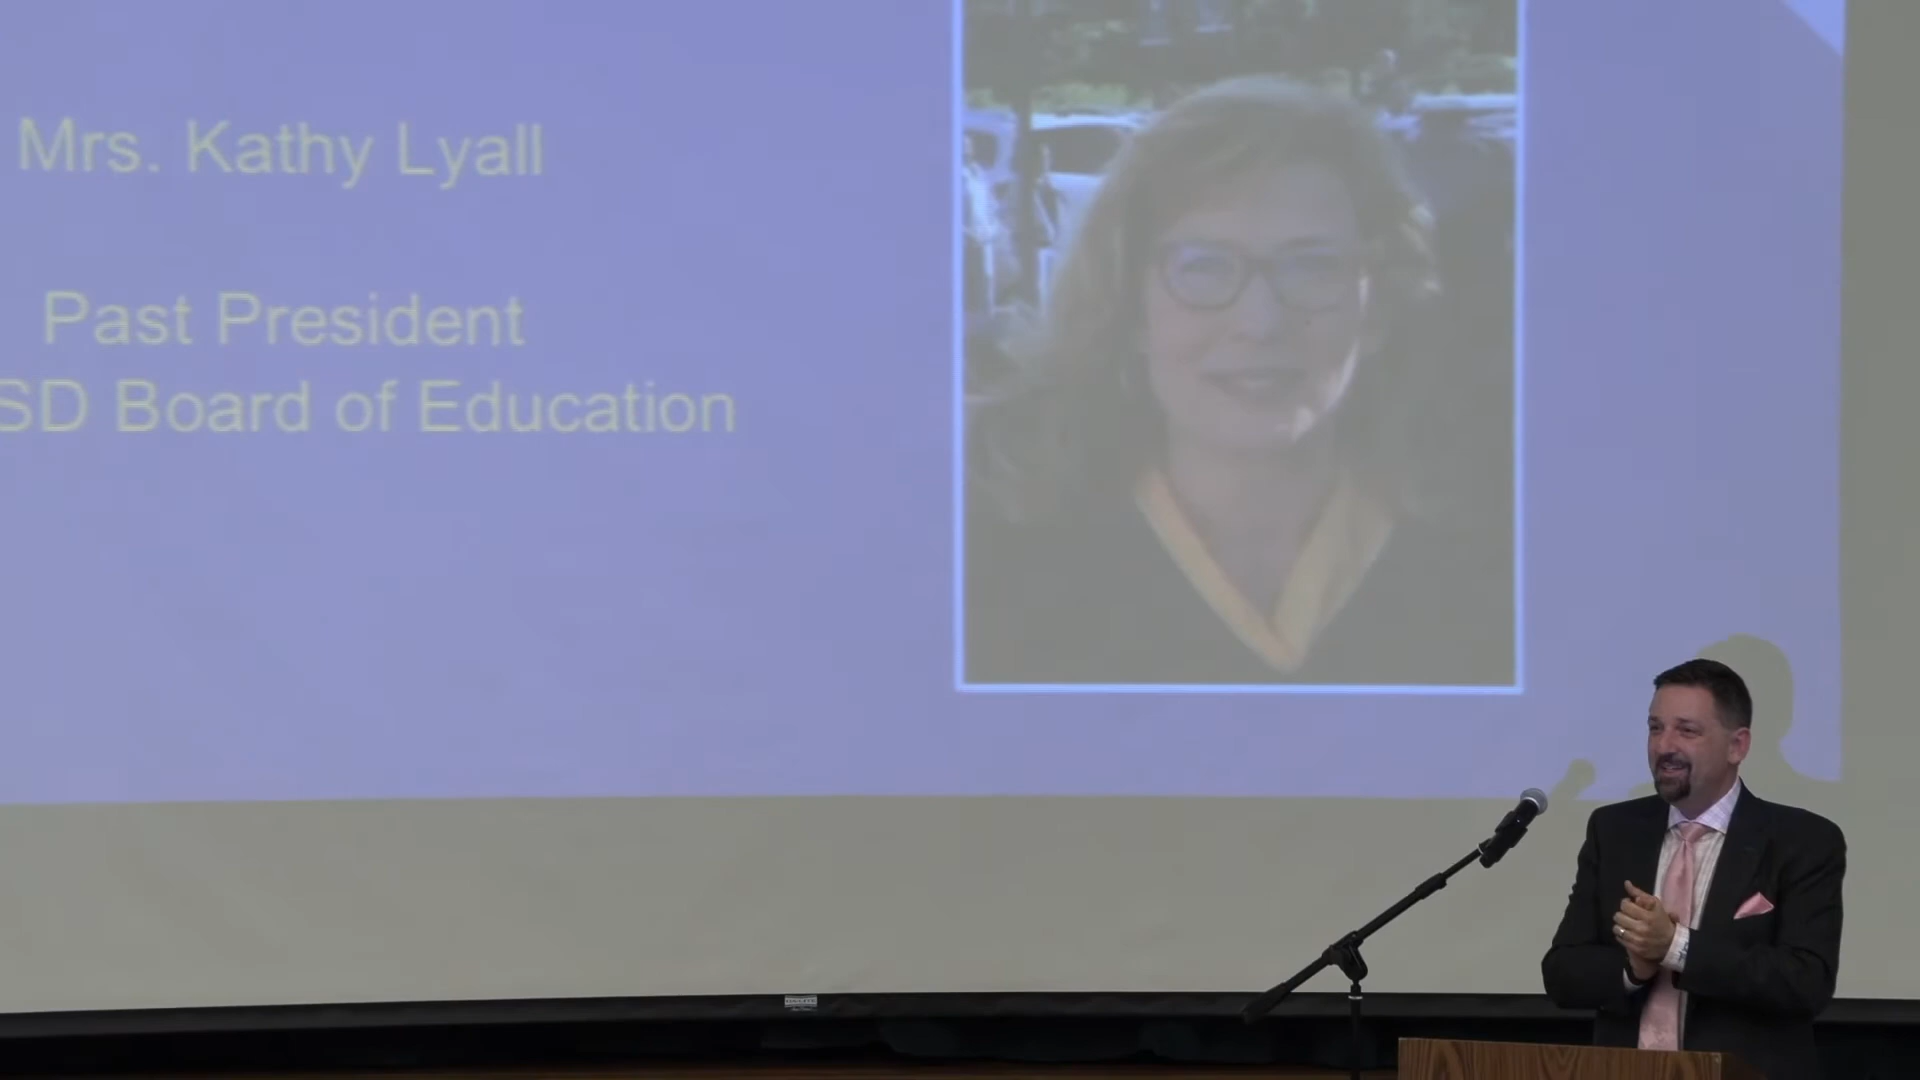 Mrs. Kathy Lyall
Past President
SD Board of Education